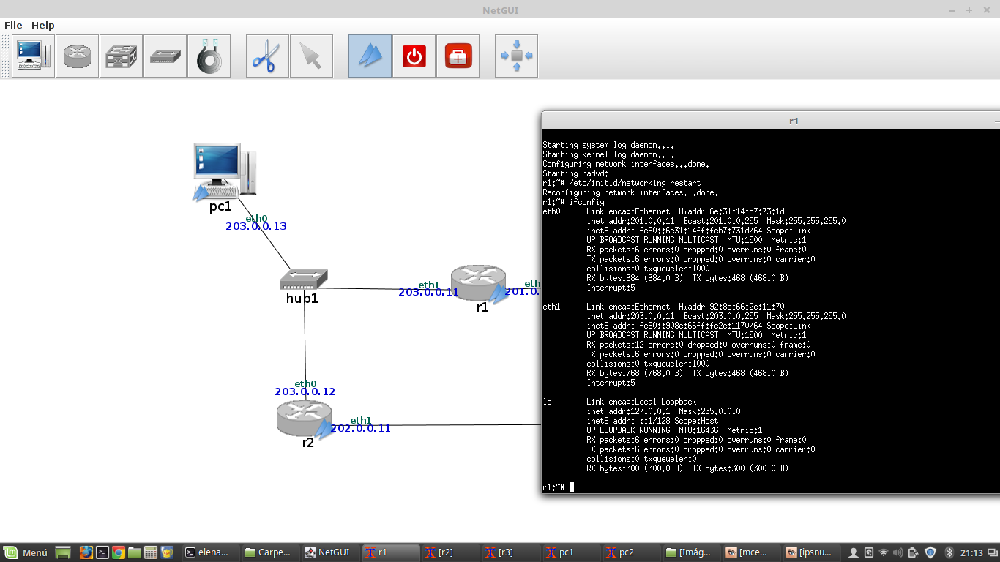 NetGUI
File Help
pc1
eth0
203.0.0.13
hub1
eth1
203.0.0.11
r1
eth
201.0.
eth0
203.0.0.12
r2
eth1
202.0.0.11
r1
Starting system log daemon....
Starting kernel log daemon....
Configuring network interfaces...done.
Starting radvd:
r1:~# /etc/init.d/networking restart
Reconfiguring network interfaces...done.
r1:~# ifconfig
eth0 Link encap:Ethernet HWaddr 6e:31:14:b7:73:1d
inet addr:201.0.0.11 Bcast:201.0.0.255 Mask:255.255.255.0
inet6 addr: fe80::6c31:14ff:feb7:731d/64 Scope:Link
UP BROADCAST RUNNING MULTICAST MTU:1500 Metric:1
RX packets:6 errors:0 dropped:0 overruns:0 frame:0
TX packets:6 errors:0 dropped:0 overruns:0 carrier:0
collisions:0 txqueuelen:1000
RX bytes:384 (384.0 B) TX bytes:468 (468.0 B)
Interrupt:5
eth1 Link encap:Ethernet HWaddr 92:8c:66:2e:11:70
inet addr:203.0.0.11 Bcast:203.0.0.255 Mask:255.255.255.0
inet6 addr: fe80::908c:66ff:fe2e:1170/64 Scope:Link
UP BROADCAST RUNNING MULTICAST MTU:1500 Metric:1
RX packets:12 errors:0 dropped:0 overruns:0 frame:0
TX packets:6 errors:0 dropped:0 overruns:0 carrier:0
collisions:0 txqueuelen:1000
RX bytes:768 (768.0 B) TX bytes:468 (468.0 B)
Interrupt:5
lo Link encap:Local Loopback
inet addr:127.0.0.1 Mask:255.0.0.0
inet6 addr: ::1/128 Scope:Host
UP LOOPBACK RUNNING MTU:16436 Metric:1
RX packets:6 errors:0 dropped:0 overruns:0 frame:0
TX packets:6 errors:0 dropped:0 overruns:0 carrier:0
collisions:0 txqueuelen:0
RX bytes:300 (300.0 B) TX bytes:300 (300.0 B)
r1:~#
Menú elena... Carpe... NetGUI r1 [r2] [r3] pc1 pc2 [Imág... [mce... [ipsnu... 21:13